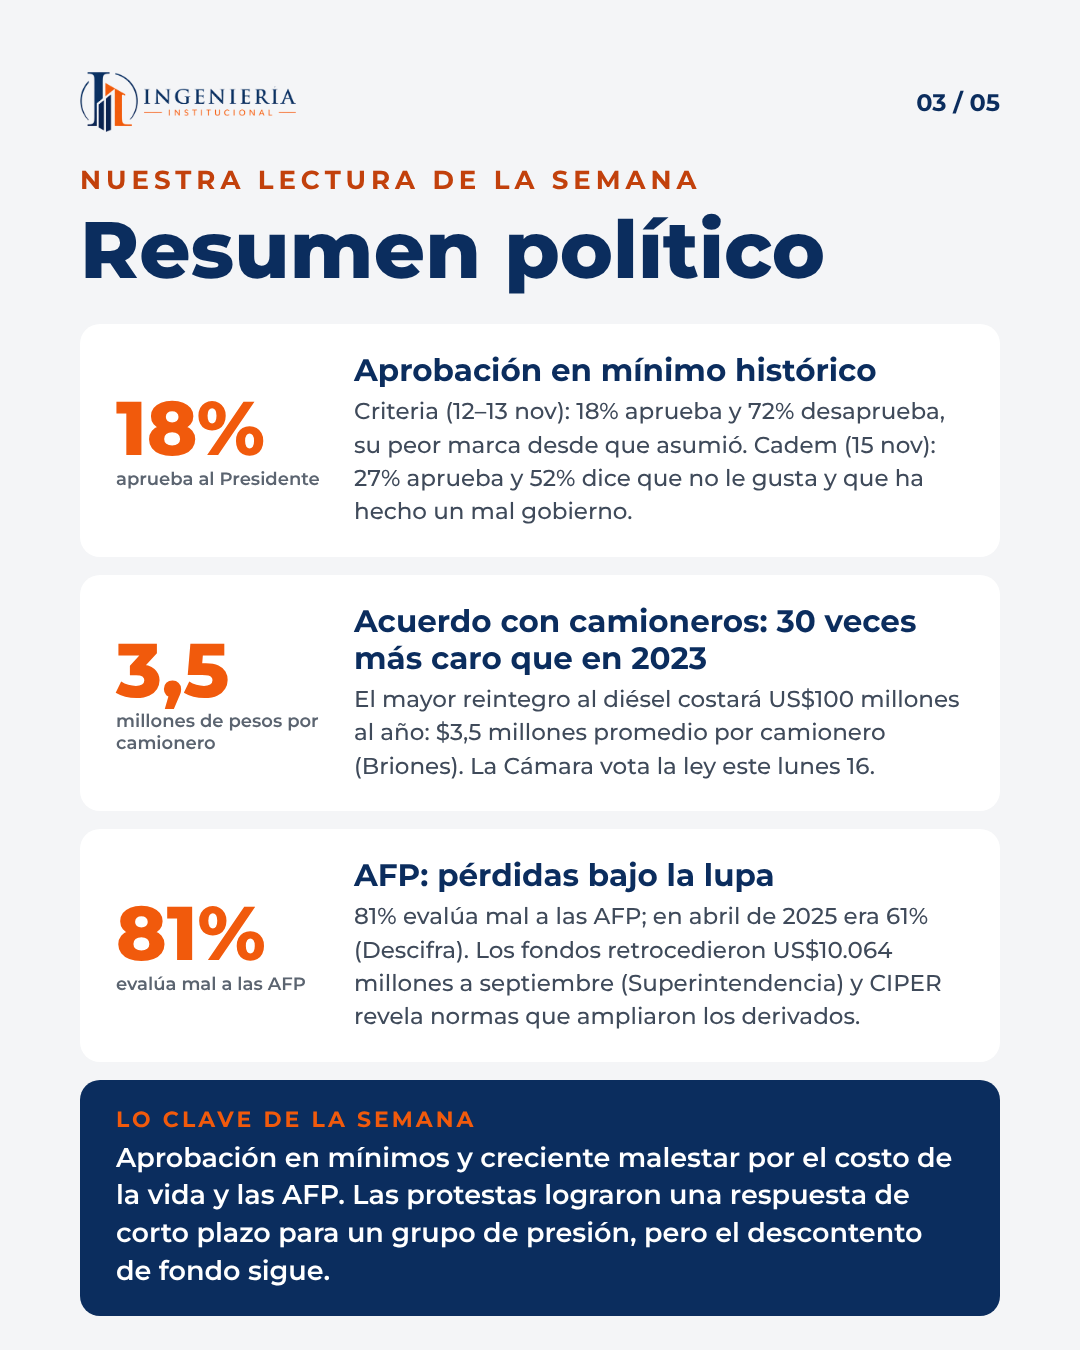 INGENIERIA
INSTITUCIONAL
03 / 05
NUESTRA LECTURA DE LA SEMANA
Resumen político
18%
aprueba al Presidente
Aprobación en mínimo histórico
Criteria (12–13 nov): 18% aprueba y 72% desaprueba,
su peor marca desde que asumió. Cadem (15 nov):
27% aprueba y 52% dice que no le gusta y que ha
hecho un mal gobierno.
3,5
millones de pesos por
camionero
Acuerdo con camioneros: 30 veces
más caro que en 2023
El mayor reintegro al diésel costará US$100 millones
al año: $3,5 millones promedio por camionero
(Briones). La Cámara vota la ley este lunes 16.
81%
evalúa mal a las AFP
AFP: pérdidas bajo la lupa
81% evalúa mal a las AFP; en abril de 2025 era 61%
(Descifra). Los fondos retrocedieron US$10.064
millones a septiembre (Superintendencia) y CIPER
revela normas que ampliaron los derivados.
LO CLAVE DE LA SEMANA
Aprobación en mínimos y creciente malestar por el costo de
la vida y las AFP. Las protestas lograron una respuesta de
corto plazo para un grupo de presión, pero el descontento
de fondo sigue.